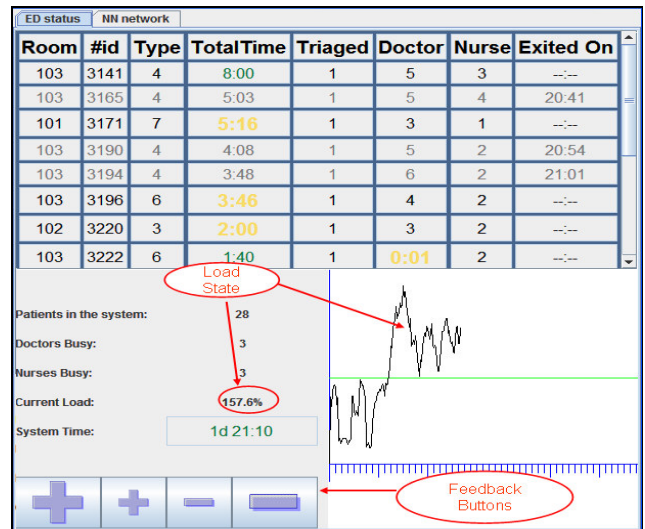 ED status NN network
Room #id Type TotalTime Triaged Doctor Nurse Exited On
103 3141 4 8:00 1 5 3 --:--
103 3165 4 5:03 1 5 4 20:41
101 3171 7 5:16 1 3 1 --:--
103 3190 4 4:08 1 5 2 20:54
103 3194 4 3:48 1 6 2 21:01
103 3196 6 3:46 1 4 2 --:--
102 3220 3 2:00 1 3 2 --:--
103 3222 6 1:40 1 0:01 2 --:--
Load
State
Patients in the system: 28
Doctors Busy: 3
Nurses Busy: 3
Current Load: 157.6%
System Time: 1d 21:10
Feedback
Buttons